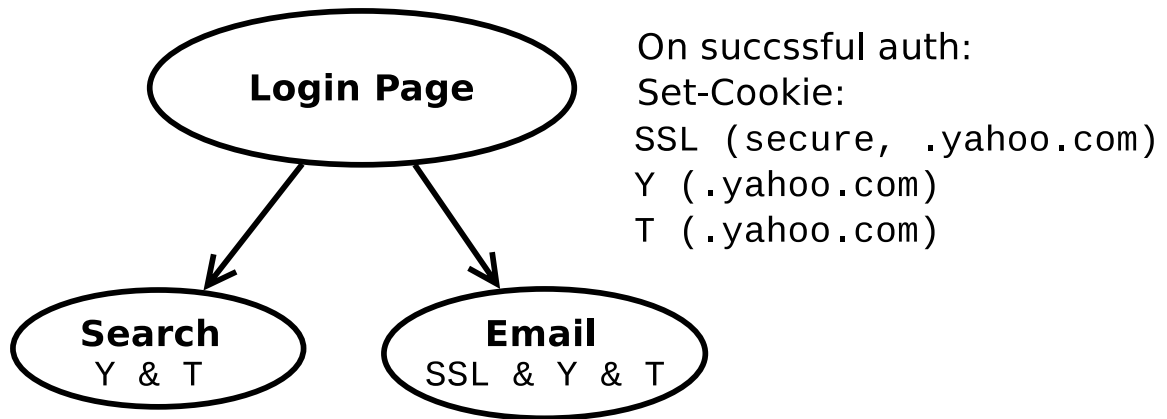 Login Page
On succssful auth:
Set-Cookie:
SSL (secure, .yahoo.com)
Y (.yahoo.com)
T (.yahoo.com)
Search
Y & T
Email
SSL & Y & T